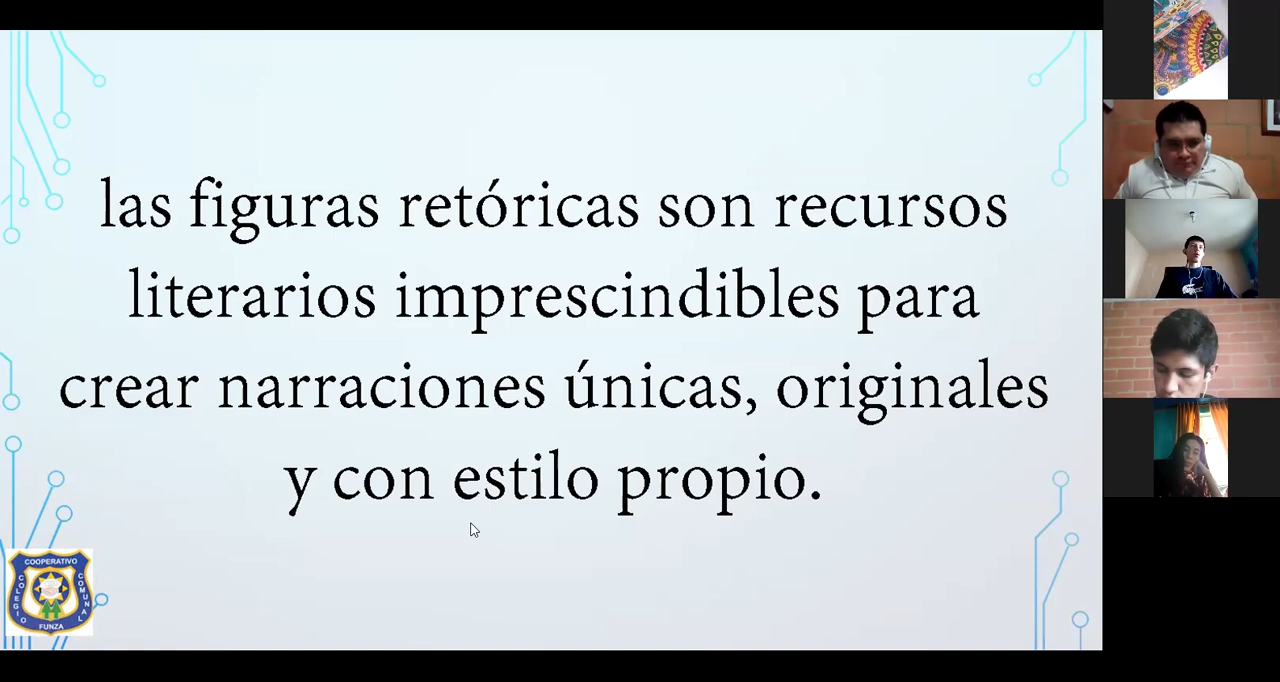 las figuras retóricas son recursos
literarios imprescindibles para
crear narraciones únicas, originales
y con estilo propio.
COOPERATIVO
COLEGIO
COMUNAL
FUNZA